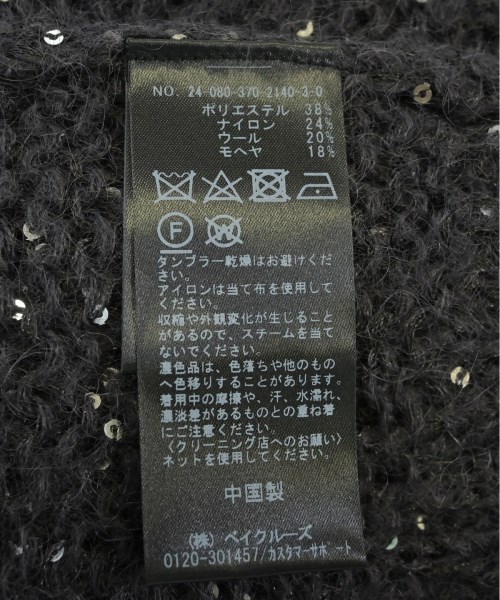 NO. 24-080-370-2140-3-0
ポリエステル 38%
ナイロン 24%
ウール 20%
モヘヤ 18%
F W
タンブラー乾燥はお避けくだ
さい。
アイロンは当て布を使用して
ください。
収縮や外観変化が生じること
があるので、スチームを当て
ないでください。
濃色品は、色落ちや他のもの
へ色移りすることがあります。
着用中の摩擦や、汗、水濡れ、
濃淡差があるものとの重ね着
にご注意ください。
〈クリーニング店へのお願い〉
ネットを使用してください。
中国製
(株) ベイクルーズ
0120-301457/カスタマーサポート